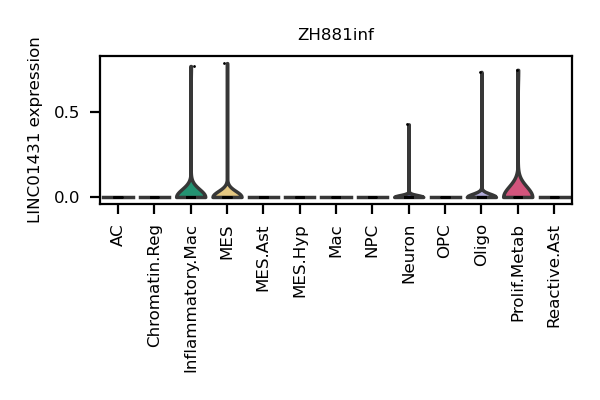 ZH881inf
LINC01431 expression
0.5
0.0
AC
Chromatin.Reg
Inflammatory.Mac
MES
MES.Ast
MES.Hyp
Mac
NPC
Neuron
OPC
Oligo
Prolif.Metab
Reactive.Ast